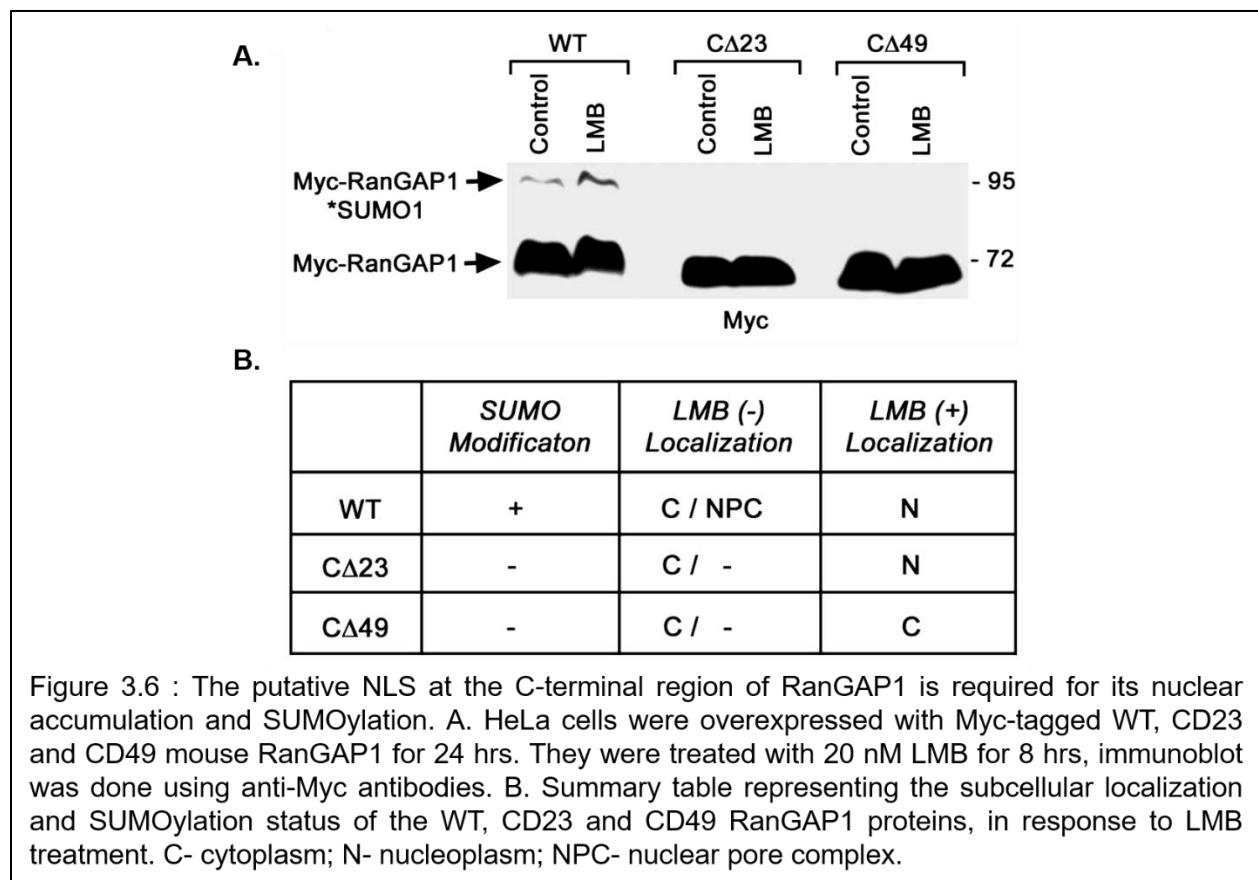 A.
WT CΔ23 CΔ49
Control LMB Control LMB Control LMB
Myc-RanGAP1
*SUMO1
- 95
Myc-RanGAP1
- 72
Myc
B.
SUMO Modificaton LMB (-) Localization LMB (+) Localization
WT + C / NPC N
CΔ23 - C / - N
CΔ49 - C / - C
Figure 3.6 : The putative NLS at the C-terminal region of RanGAP1 is required for its nuclear
accumulation and SUMOylation. A. HeLa cells were overexpressed with Myc-tagged WT, CD23
and CD49 mouse RanGAP1 for 24 hrs. They were treated with 20 nM LMB for 8 hrs, immunoblot
was done using anti-Myc antibodies. B. Summary table representing the subcellular localization
and SUMOylation status of the WT, CD23 and CD49 RanGAP1 proteins, in response to LMB
treatment. C- cytoplasm; N- nucleoplasm; NPC- nuclear pore complex.